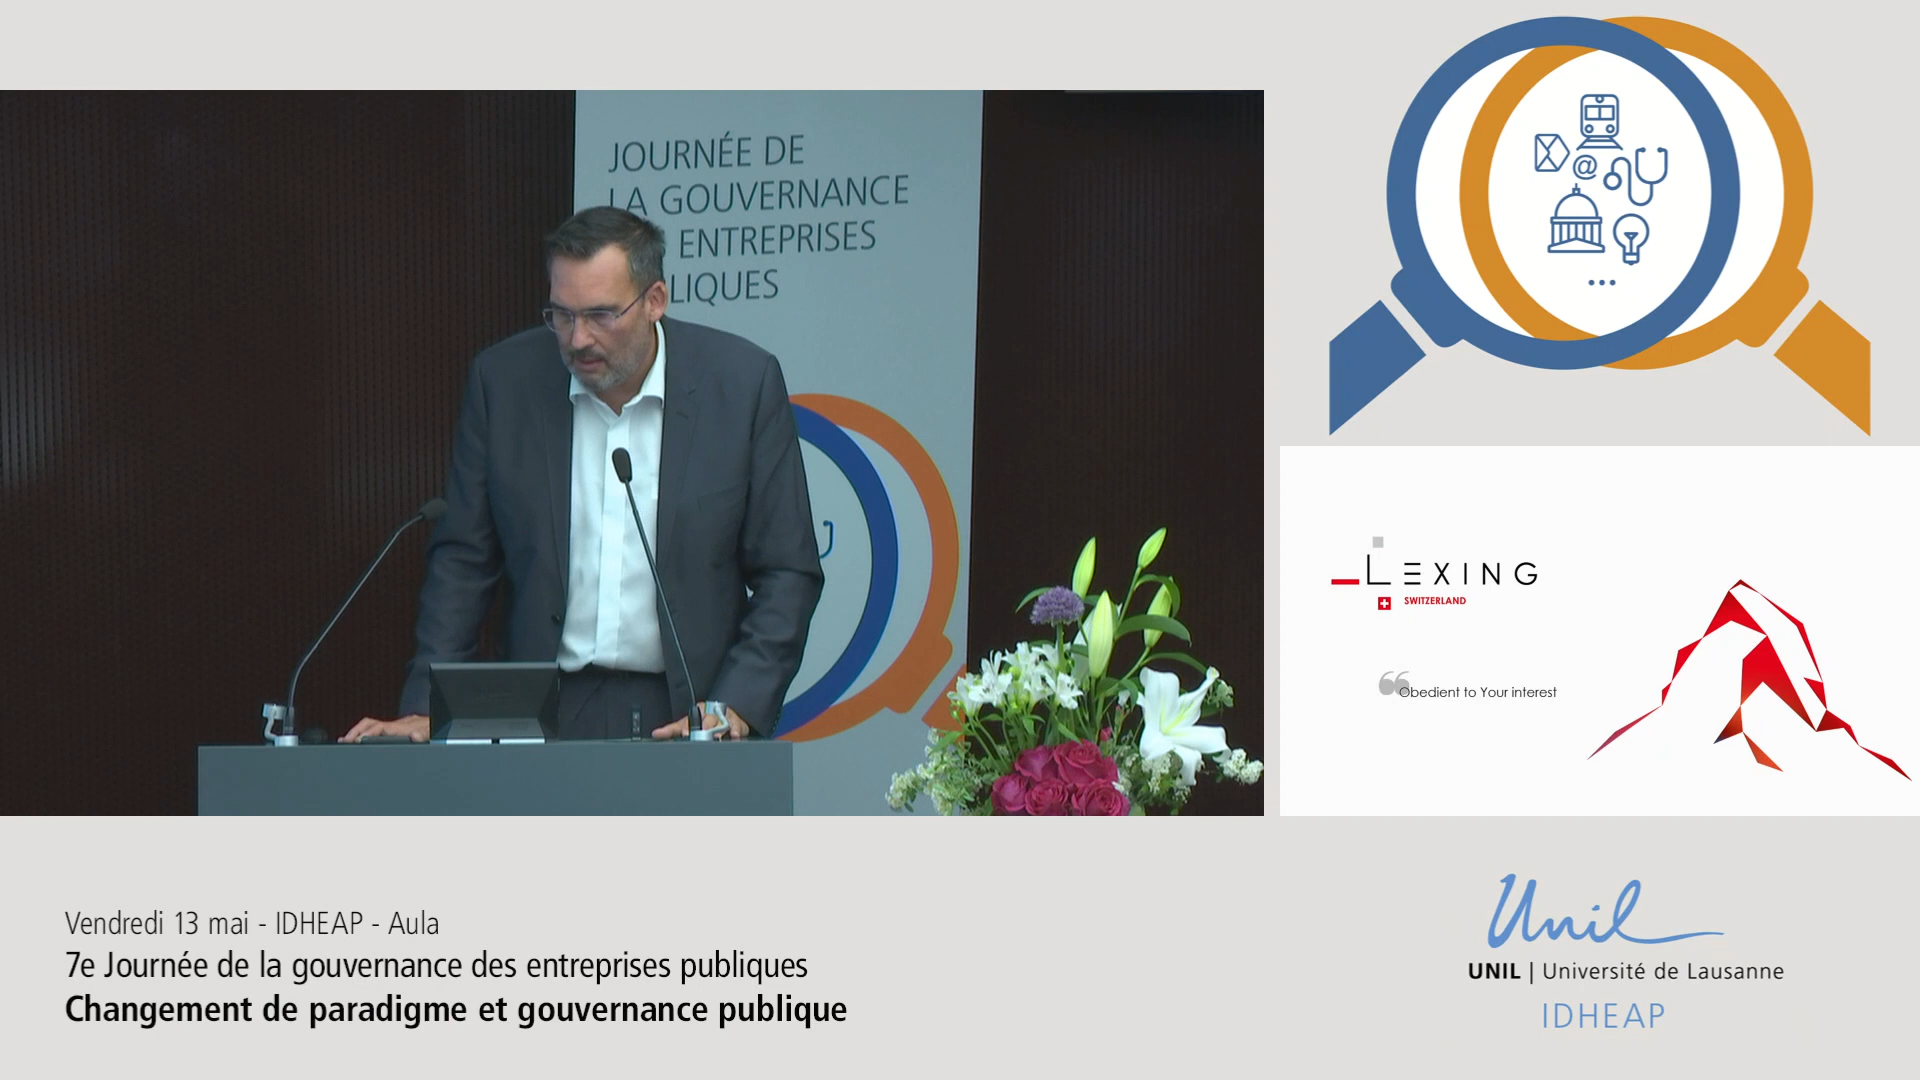 JOURNÉE DE
LA GOUVERNANCE
ENTREPRISES
LIQUES
@
LEXING
SWITZERLAND
Obedient to Your interest
Vendredi 13 mai - IDHEAP - Aula
7e Journée de la gouvernance des entreprises publiques
Changement de paradigme et gouvernance publique
Unil
UNIL | Université de Lausanne
IDHEAP